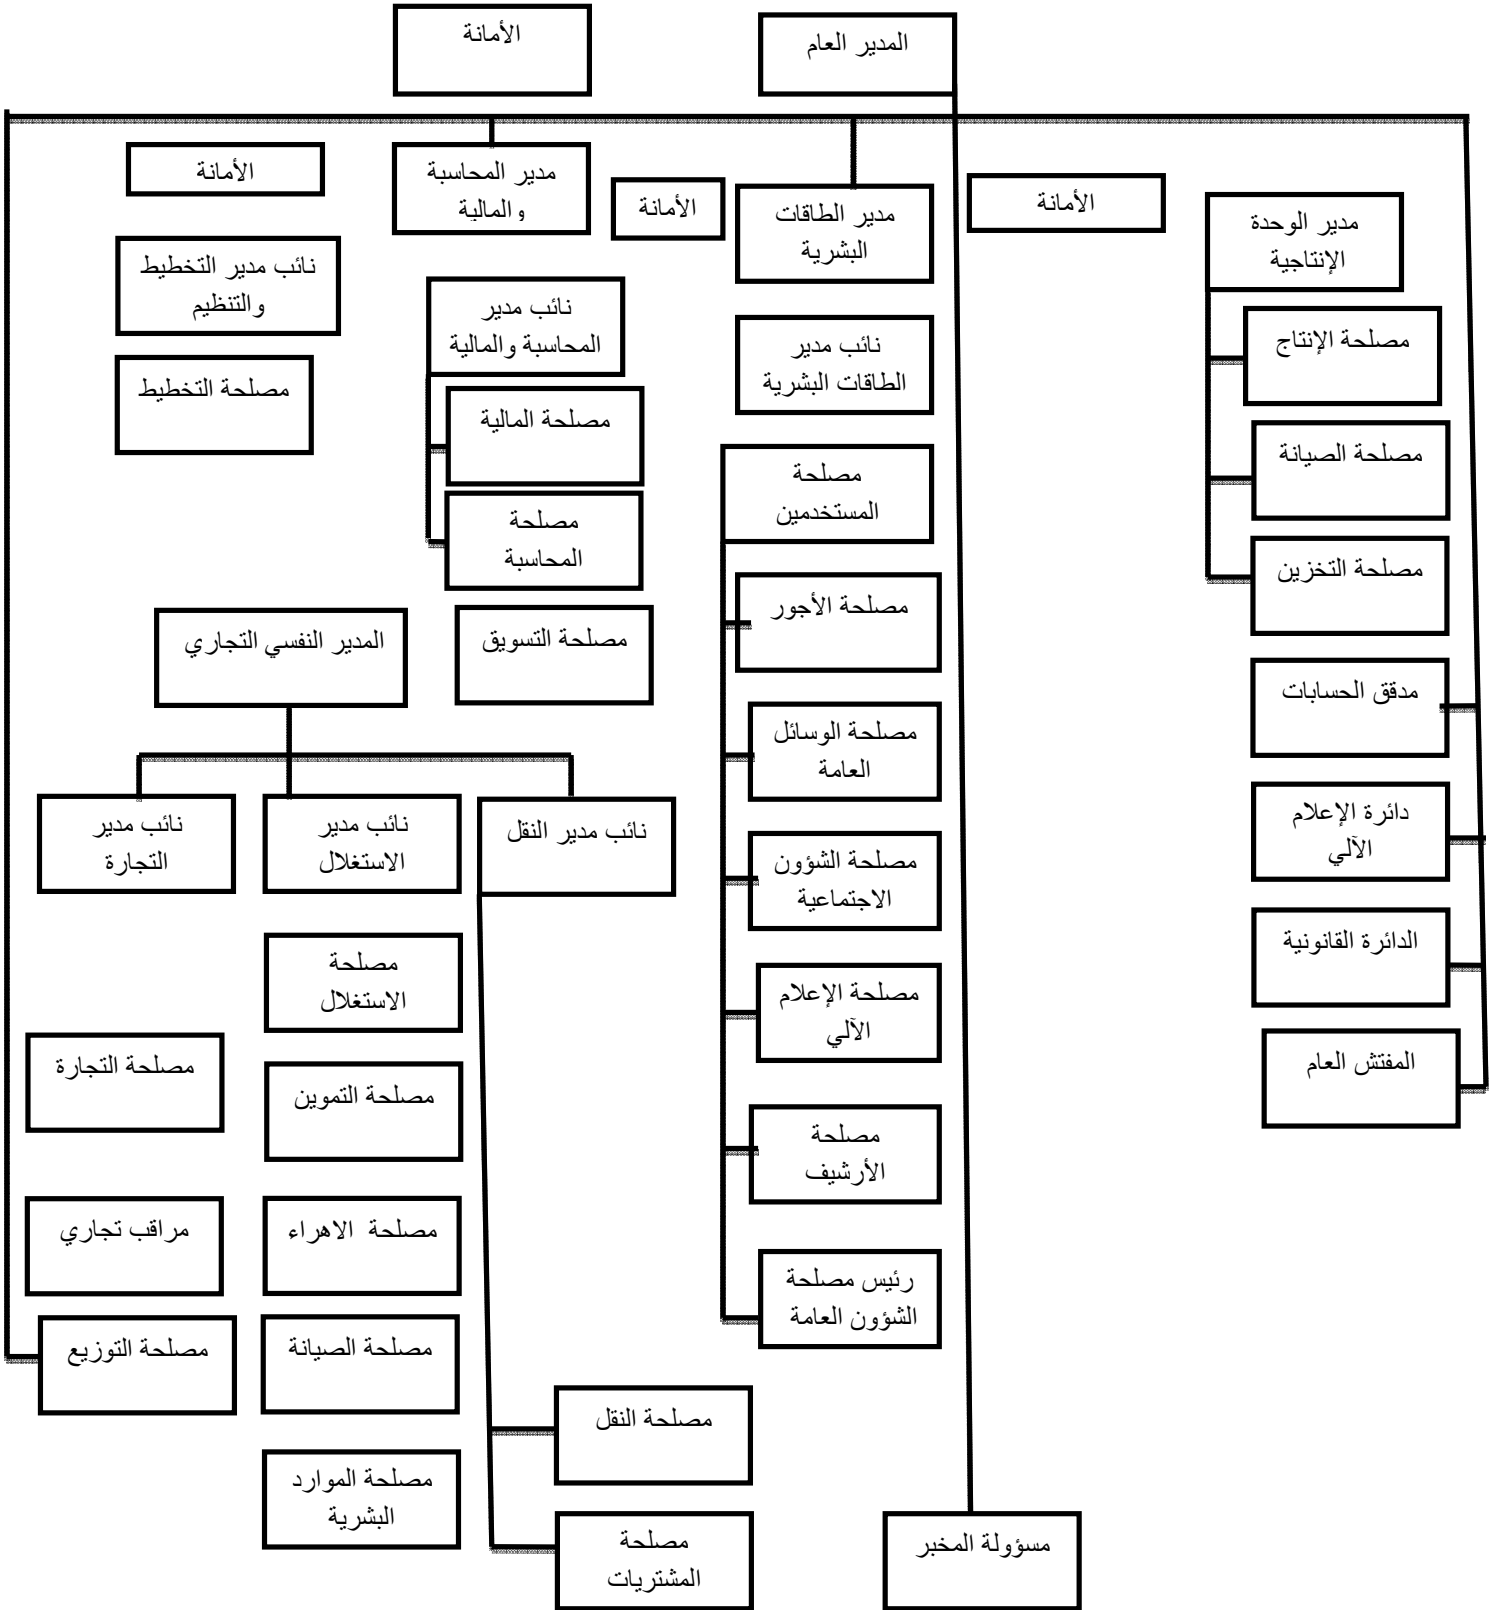 المدير العام
الأمانة
مدير الوحدة
الإنتاجية
الأمانة
مدير الطاقات
البشرية
الأمانة
مدير المحاسبة
والمالية
الأمانة
مصلحة الإنتاج
مصلحة الصيانة
مصلحة التخزين
مدقق الحسابات
دائرة الإعلام
الآلي
الدائرة القانونية
المفتش العام
نائب مدير
الطاقات البشرية
مصلحة
المستخدمين
مصلحة الأجور
مصلحة الوسائل
العامة
مصلحة الشؤون
الاجتماعية
مصلحة الإعلام
الآلي
مصلحة
الأرشيف
رئيس مصلحة
الشؤون العامة
مسؤولة المخبر
نائب مدير
المحاسبة والمالية
مصلحة المالية
مصلحة
المحاسبة
مصلحة التسويق
نائب مدير التخطيط
والتنظيم
مصلحة التخطيط
المدير النفسي التجاري
نائب مدير النقل
نائب مدير
الاستغلال
نائب مدير
التجارة
مصلحة
الاستغلال
مصلحة التموين
مصلحة الاهراء
مصلحة الصيانة
مصلحة الموارد
البشرية
مصلحة التجارة
مراقب تجاري
مصلحة التوزيع
مصلحة النقل
مصلحة
المشتريات